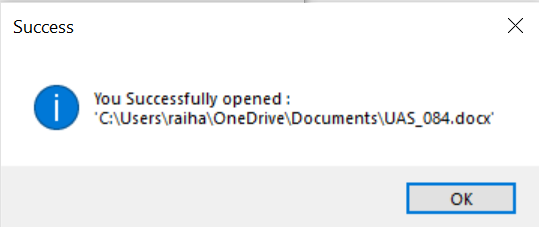 Success
You Successfully opened :
'C:\Users\raiha\OneDrive\Documents\UAS_084.docx'
OK